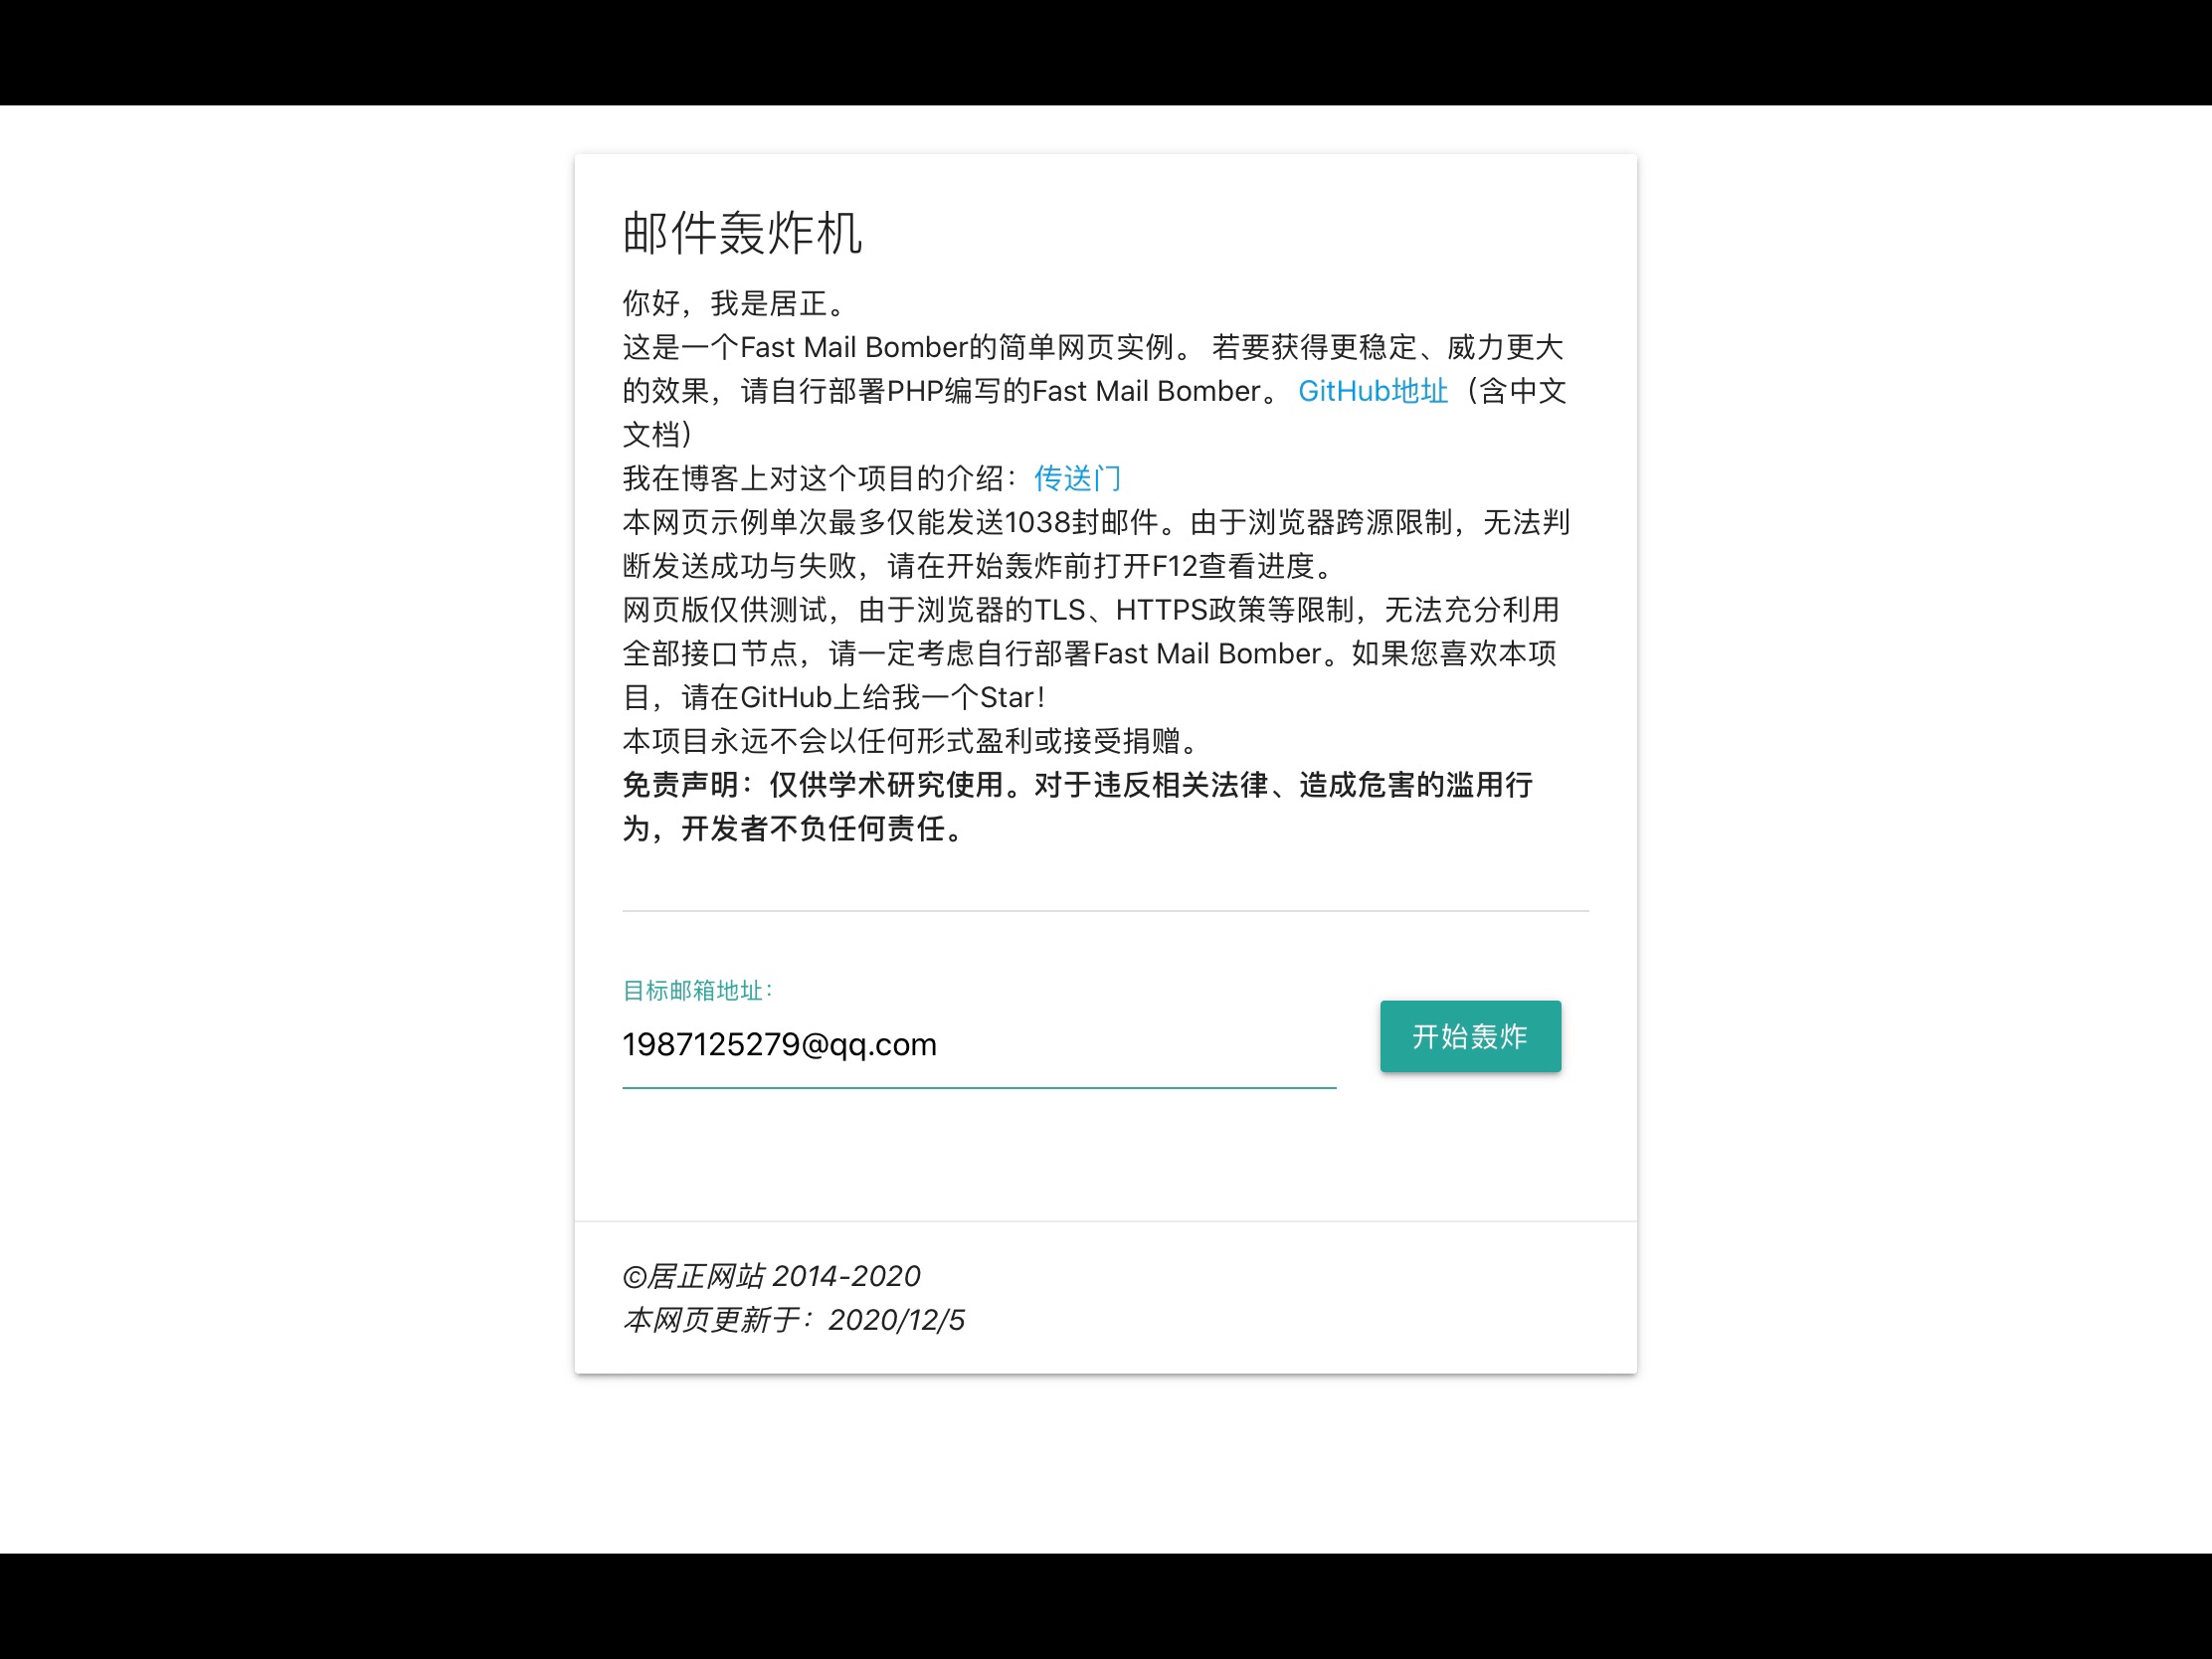 邮件轰炸机
你好，我是居正。
这是一个Fast Mail Bomber的简单网页实例。 若要获得更稳定、威力更大
的效果，请自行部署PHP编写的Fast Mail Bomber。 GitHub地址（含中文
文档）
我在博客上对这个项目的介绍：传送门
本网页示例单次最多仅能发送1038封邮件。由于浏览器跨源限制，无法判
断发送成功与失败，请在开始轰炸前打开F12查看进度。
网页版仅供测试，由于浏览器的TLS、HTTPS政策等限制，无法充分利用
全部接口节点，请一定考虑自行部署Fast Mail Bomber。如果您喜欢本项
目，请在GitHub上给我一个Star！
本项目永远不会以任何形式盈利或接受捐赠。
免责声明：仅供学术研究使用。对于违反相关法律、造成危害的滥用行
为，开发者不负任何责任。
目标邮箱地址：
1987125279@qq.com
开始轰炸
©居正网站 2014-2020
本网页更新于：2020/12/5